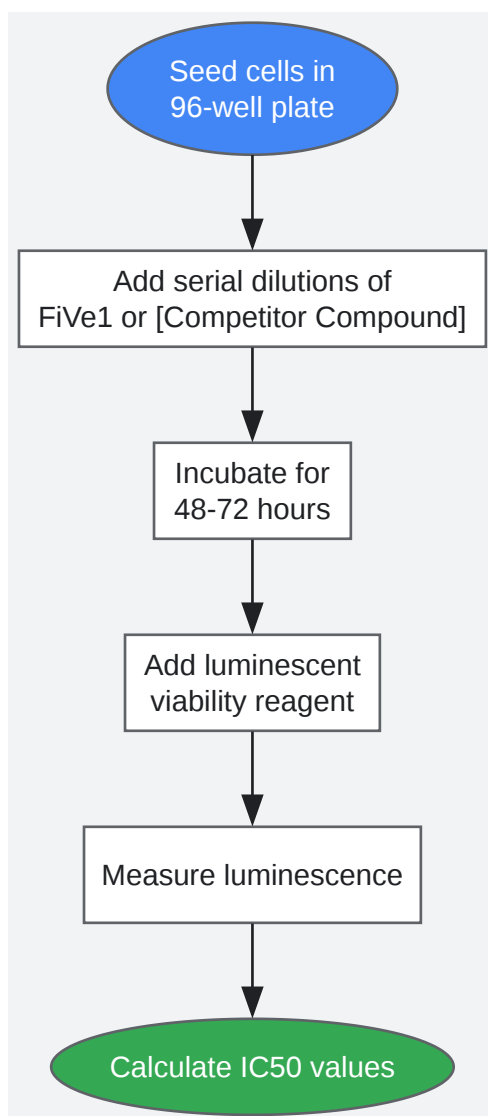 Seed cells in
96-well plate
Add serial dilutions of
FiVe1 or [Competitor Compound]
Incubate for
48-72 hours
Add luminescent
viability reagent
Measure luminescence
Calculate IC50 values